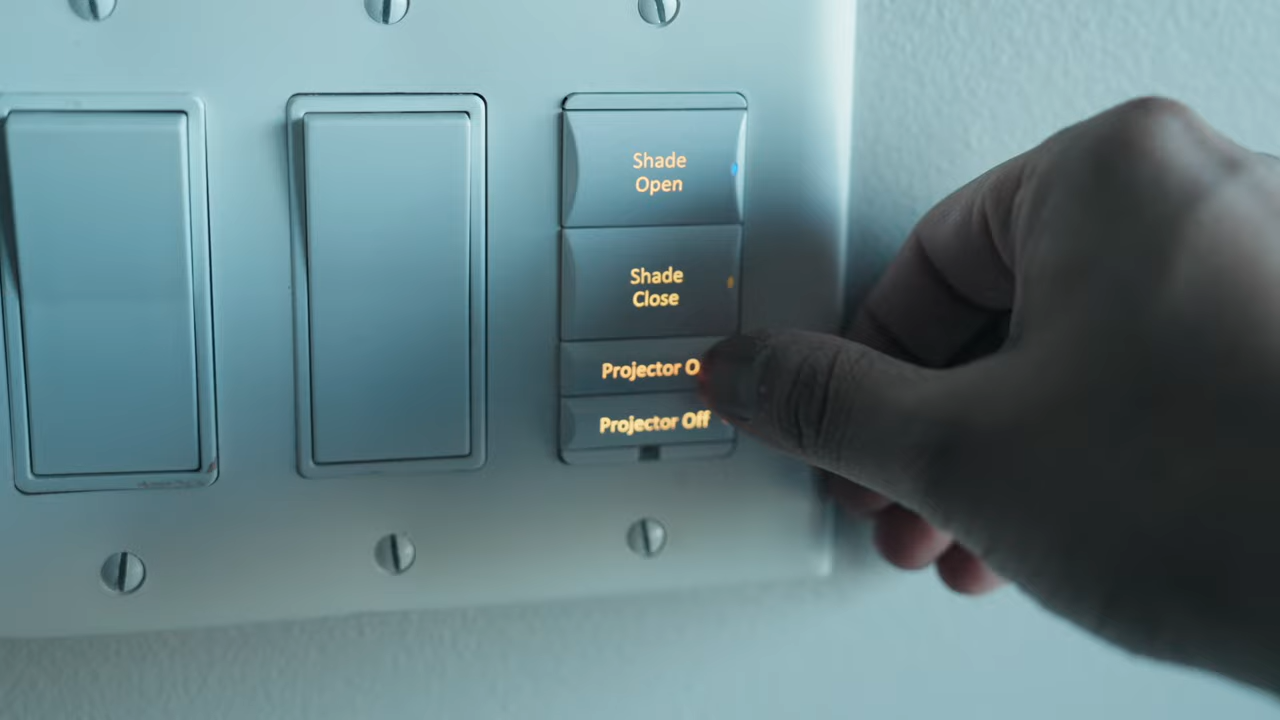 Shade
Open
Shade
Close
Projector O
Projector Off